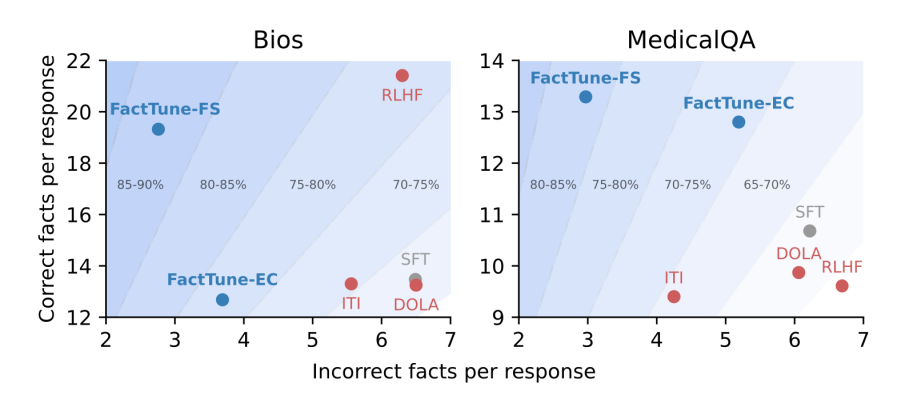 Bios
MedicalQA
Correct facts per response
22
20
18
16
14
12
2
3
4
5
6
7
FactTune-FS
RLHF
85-90%
80-85%
75-80%
70-75%
FactTune-EC
SFT
ITI
DOLA
14
13
12
11
10
9
2
3
4
5
6
7
FactTune-FS
FactTune-EC
80-85%
75-80%
70-75%
65-70%
SFT
DOLA
RLHF
ITI
Incorrect facts per response